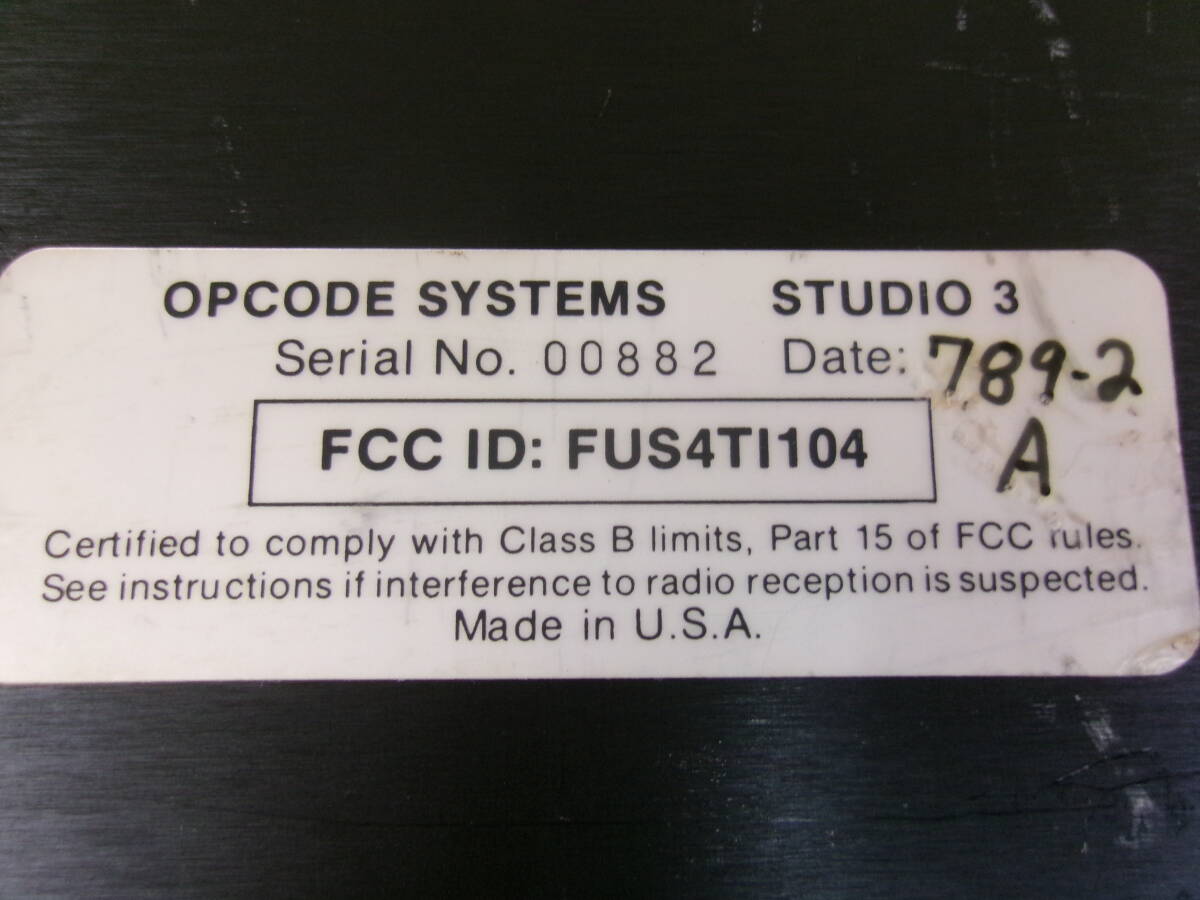 OPCODE SYSTEMS STUDIO 3
Serial No. 00882 Date: 789-2
FCC ID: FUS4TI104 A
Certified to comply with Class B limits, Part 15 of FCC rules.
See instructions if interference to radio reception is suspected.
Made in U.S.A.